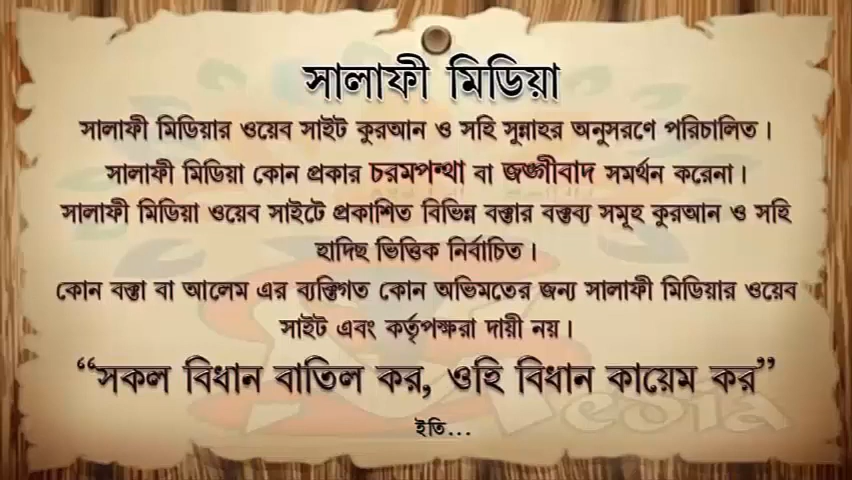 সালাফী মিডিয়া
সালাফী মিডিয়ার ওয়েব সাইট কুরআন ও সহি সুন্নাহর অনুসরণে পরিচালিত।
সালাফী মিডিয়া কোন প্রকার চরমপন্থা বা জঙ্গীবাদ সমর্থন করেনা।
সালাফী মিডিয়া ওয়েব সাইটে প্রকাশিত বিভিন্ন বক্তার বক্তব্য সমূহ কুরআন ও সহি
হাদিছ ভিত্তিক নির্বাচিত।
কোন বক্তা বা আলেম এর ব্যক্তিগত কোন অভিমতের জন্য সালাফী মিডিয়ার ওয়েব
সাইট এবং কর্তৃপক্ষরা দায়ী নয়।
“সকল বিধান বাতিল কর, ওহি বিধান কায়েম কর”
ইতি...